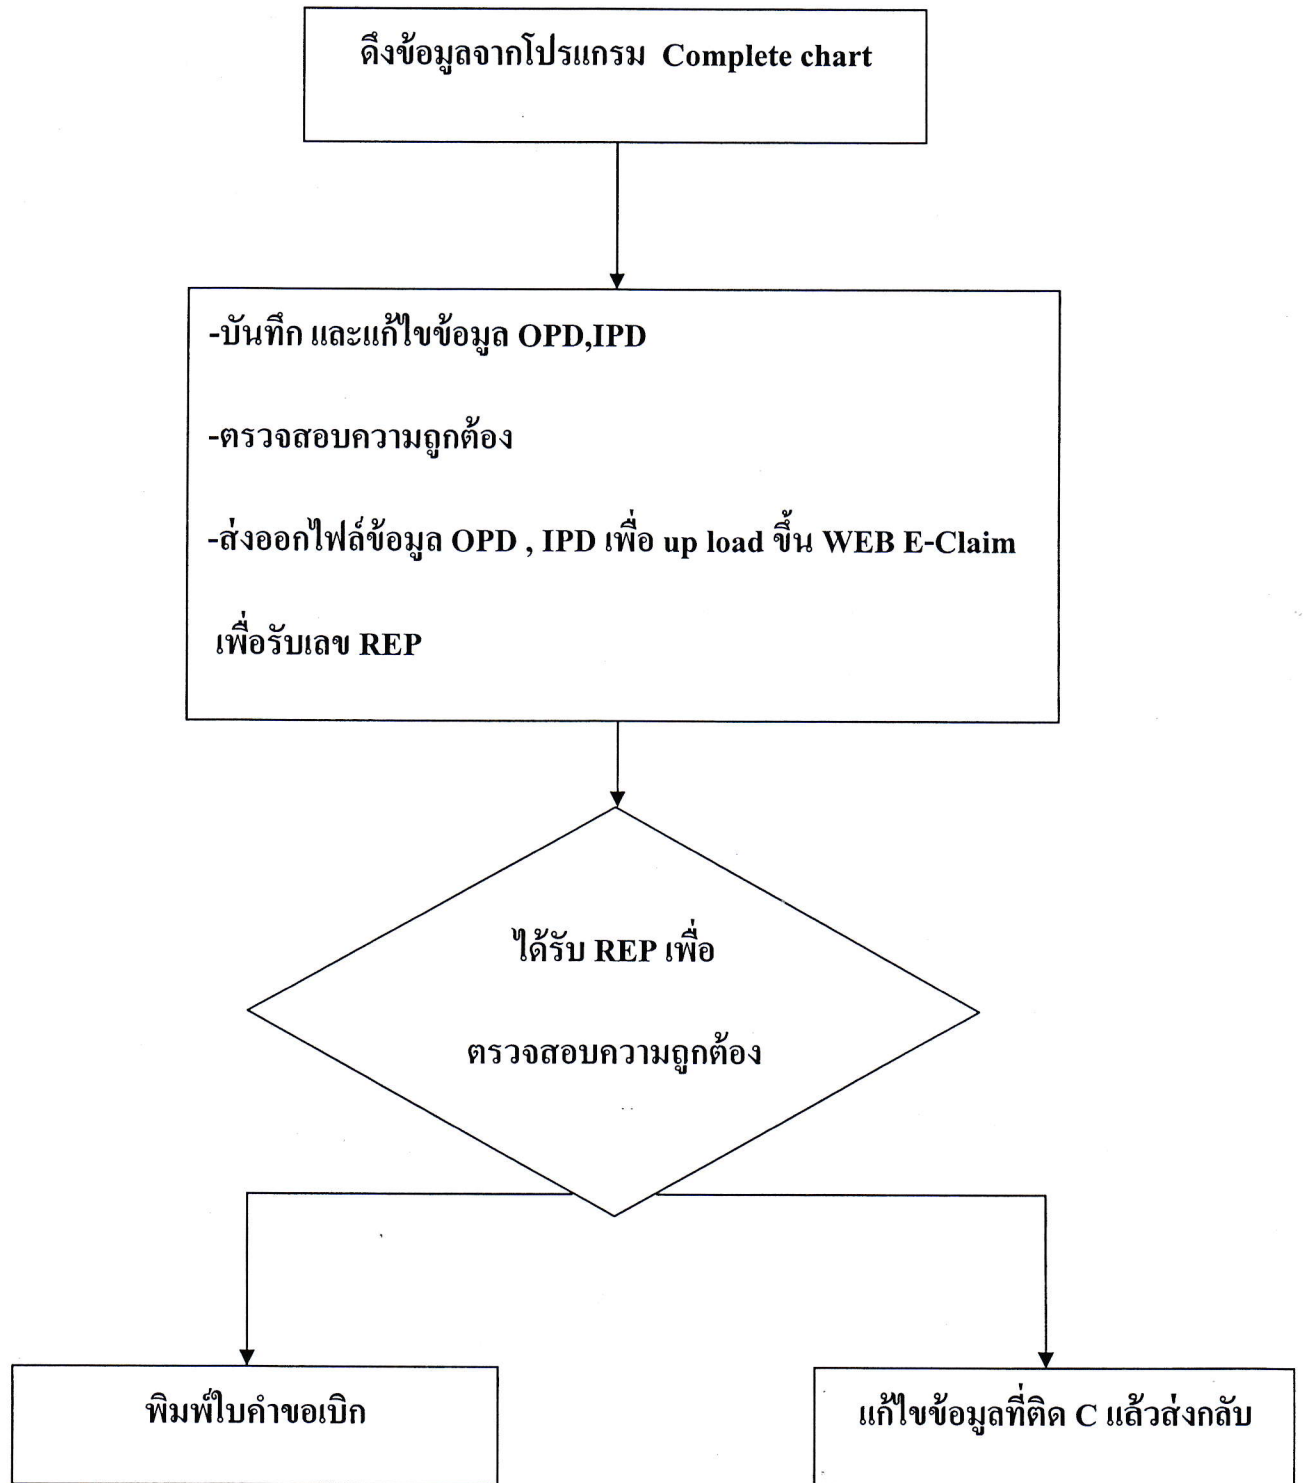 ดึงข้อมูลจากโปรแกรม Complete chart
-บันทึก และแก้ไขข้อมูล OPD,IPD
-ตรวจสอบความถูกต้อง
-ส่งออกไฟล์ข้อมูล OPD , IPD เพื่อ up load ขึ้น WEB E-Claim
เพื่อรับเลข REP
ได้รับ REP เพื่อ
ตรวจสอบความถูกต้อง
พิมพ์ใบคำขอเบิก
แก้ไขข้อมูลที่ติด C แล้วส่งกลับ